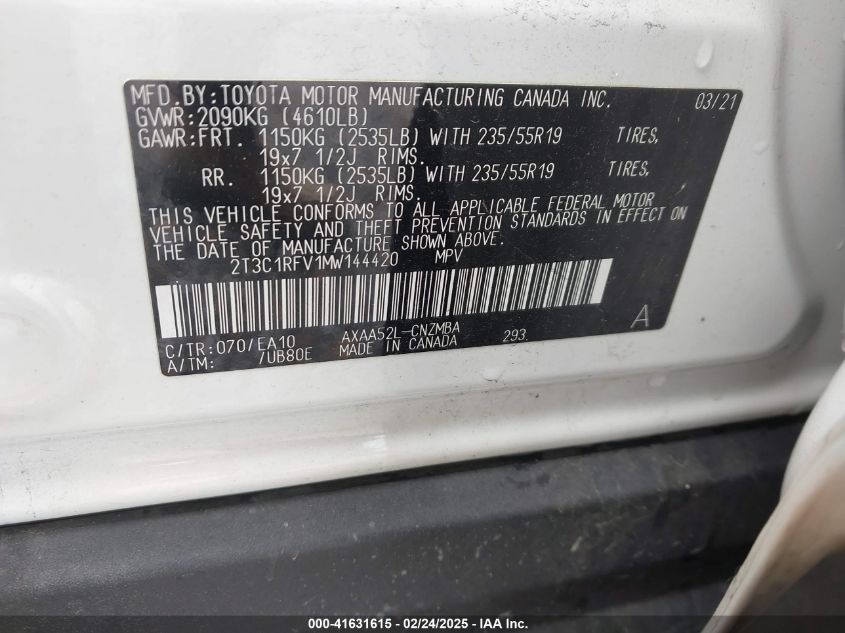 MFD.BY:TOYOTA MOTOR MANUFACTURING CANADA INC. 03/21
GVWR:2090KG (4610LB)
GAWR:FRT. 1150KG (2535LB) WITH 235/55R19 TIRES,
19x7 1/2J RIMS.
RR. 1150KG (2535LB) WITH 235/55R19 TIRES,
19x7 1/2J RIMS.
THIS VEHICLE CONFORMS TO ALL APPLICABLE FEDERAL MOTOR
VEHICLE SAFETY AND THEFT PREVENTION STANDARDS IN EFFECT ON
THE DATE OF MANUFACTURE SHOWN ABOVE.
2T3C1RFV1MW144420 MPV
A
C/TR:070/EA10 AXAA52L-CNZMBA 293
A/TM: /UB80E MADE IN CANADA
000-41631615 - 02/24/2025 - IAA Inc.